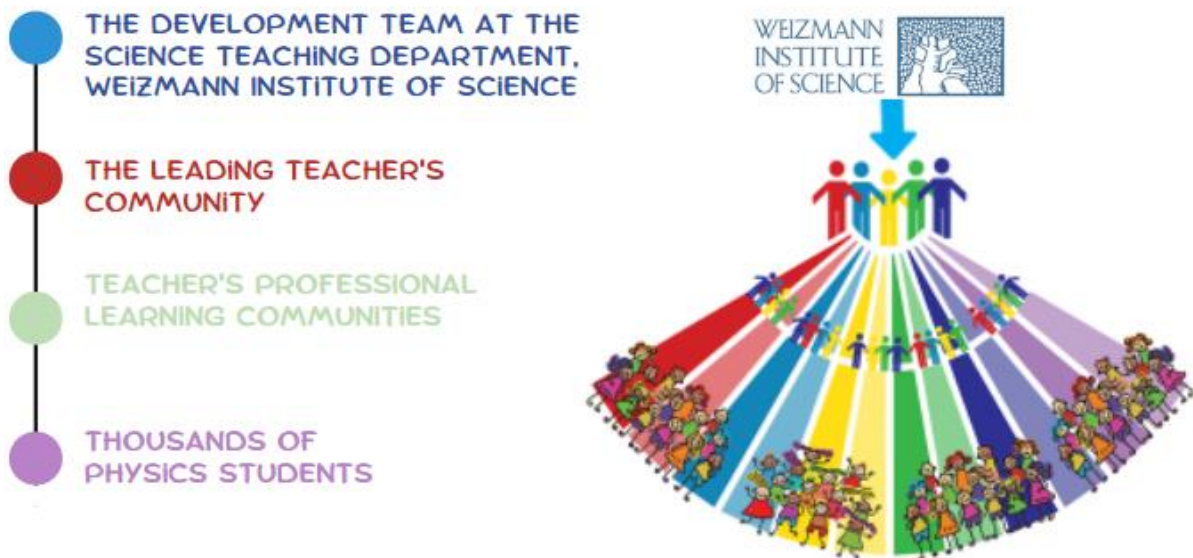 THE DEVELOPMENT TEAM AT THE
SCIENCE TEACHING DEPARTMENT,
WEIZMANN INSTITUTE OF SCIENCE
THE LEADING TEACHER'S
COMMUNITY
TEACHER'S PROFESSIONAL
LEARNING COMMUNITIES
THOUSANDS OF
PHYSICS STUDENTS
WEIZMANN
INSTITUTE
OF SCIENCE